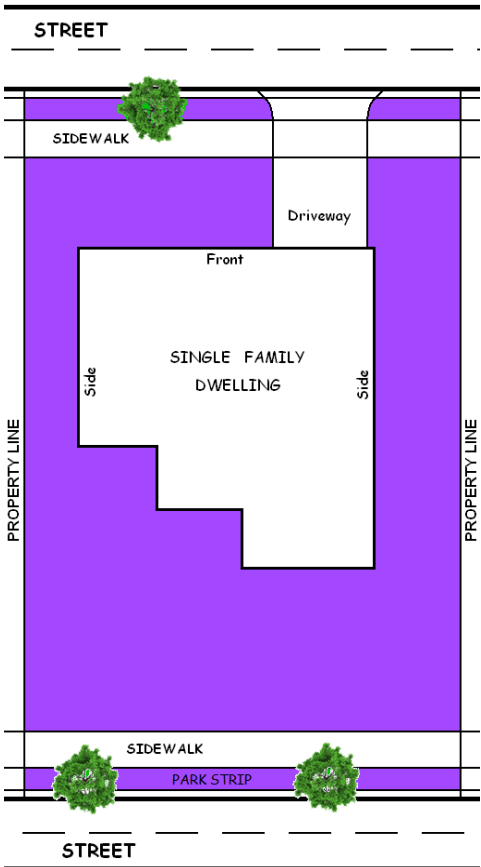 STREET
SIDEWALK
Driveway
Front
SINGLE FAMILY
DWELLING
Side
Side
PROPERTY LINE
PROPERTY LINE
SIDEWALK
PARK STRIP
STREET